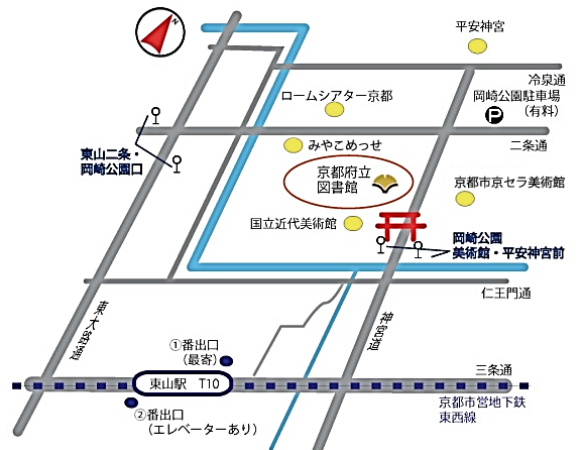 N
平安神宮
冷泉通
岡崎公園駐車場
（有料）
P
ロームシアター京都
二条通
みやこめっせ
東山二条・
岡崎公園口
京都府立
図書館
京都市京セラ美術館
国立近代美術館
岡崎公園
美術館・平安神宮前
仁王門通
東大路通
神宮道
①番出口
（最寄）
三条通
東山駅 T10
京都市営地下鉄
東西線
②番出口
（エレベーターあり）